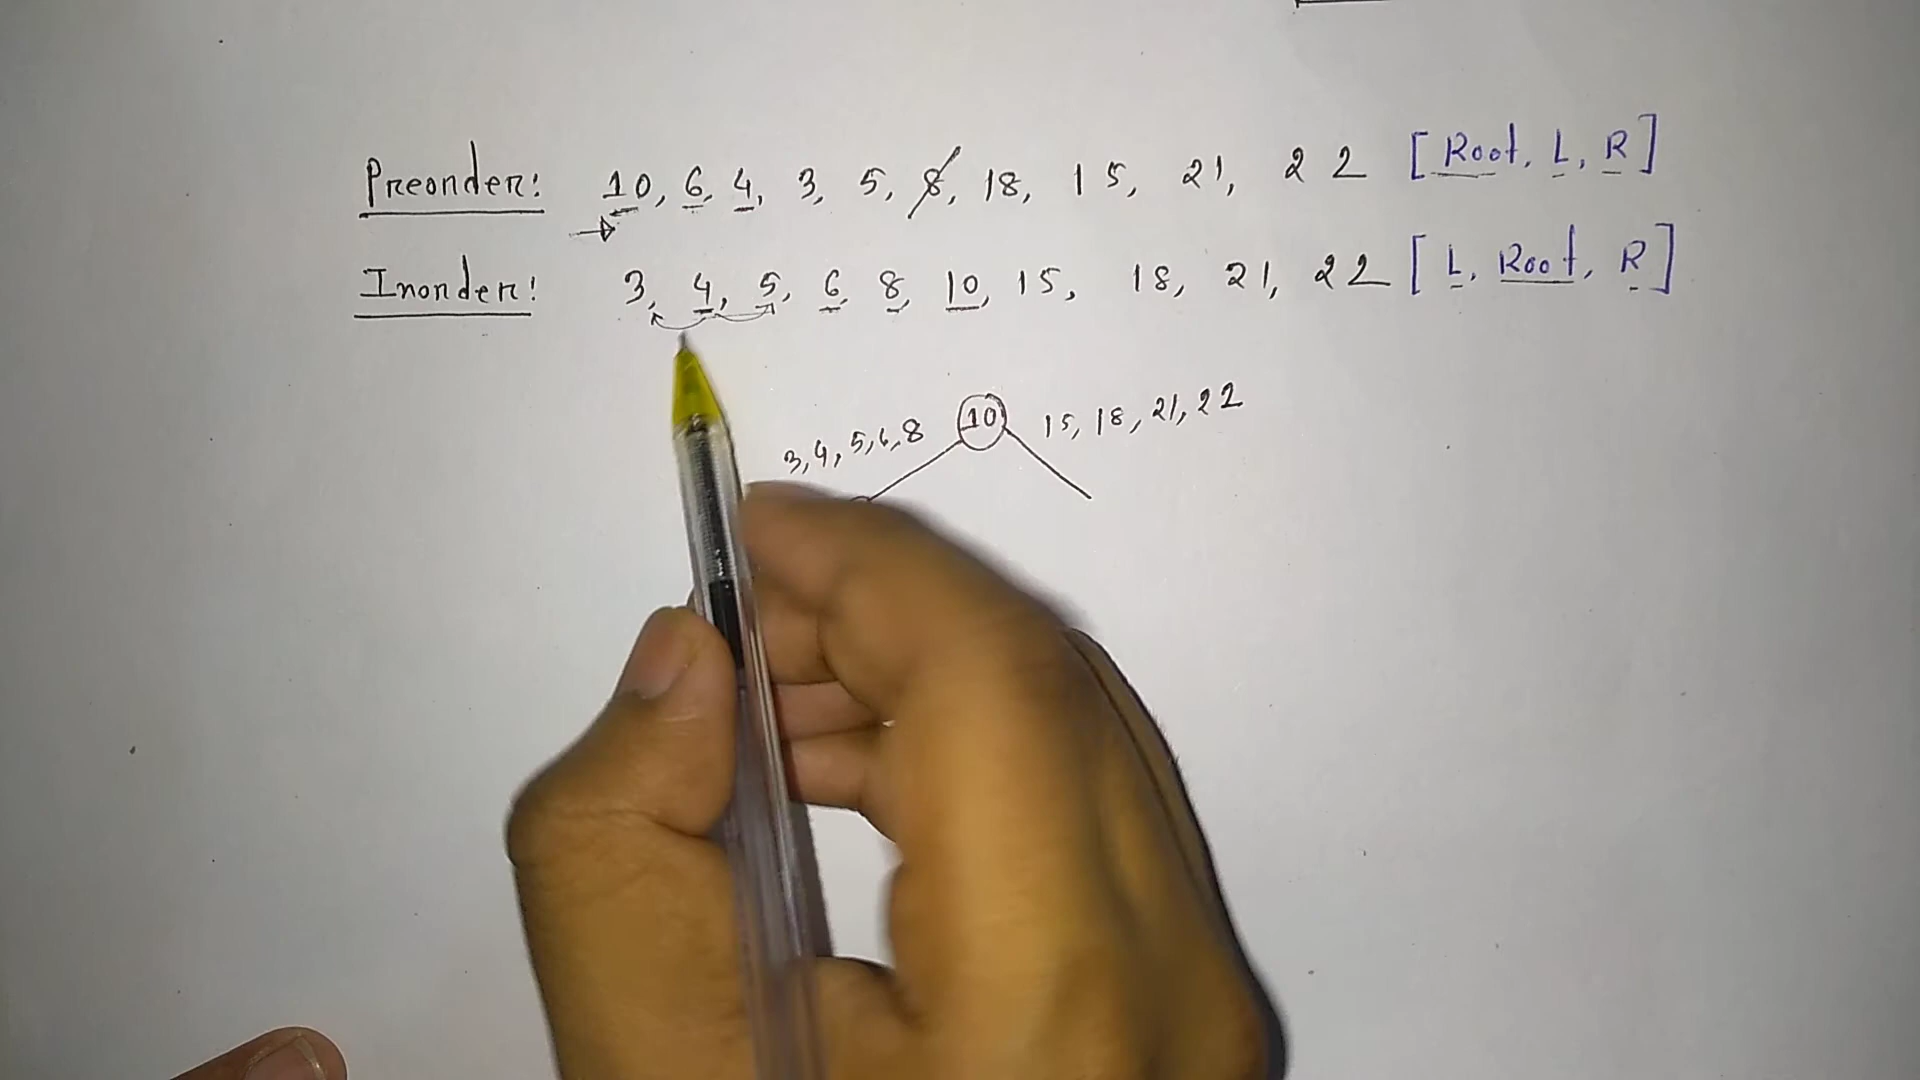 Preorder: 10, 6, 4, 3, 5, 8, 18, 15, 21, 22 [Root, L, R]
Inorder: 3, 4, 5, 6, 8, 10, 15, 18, 21, 22 [L, Root, R]
3, 4, 5, 6, 8 10 15, 18, 21, 22